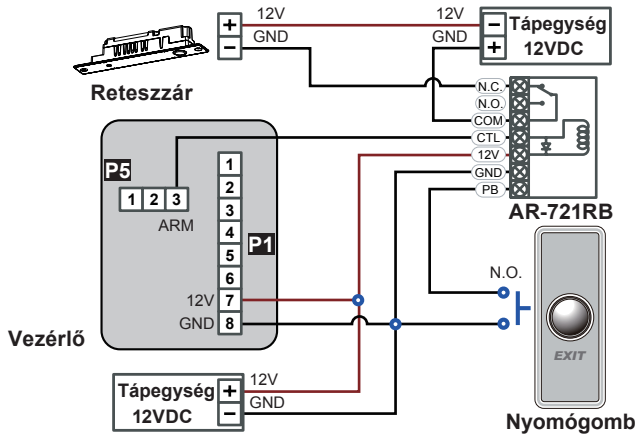 + 12V 12V − Tápegység
− GND GND + 12VDC
Reteszzár
N.C.
N.O.
COM
CTL
12V
GND
PB
AR-721RB
P5
1 2 3
ARM
1
2
3
4
5
6
12V 7
GND 8
P1
Vezérlő
N.O.
EXIT
Nyomógomb
Tápegység + 12V
12VDC − GND